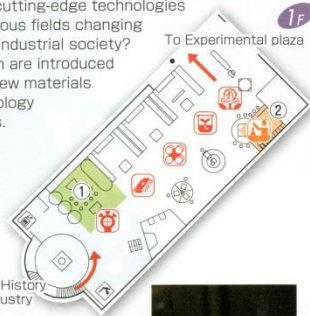 cutting-edge technologies
ous fields changing
industrial society?
n are introduced
ew materials
ology
s.
1F
To Experimental plaza
②
①
History
ustry